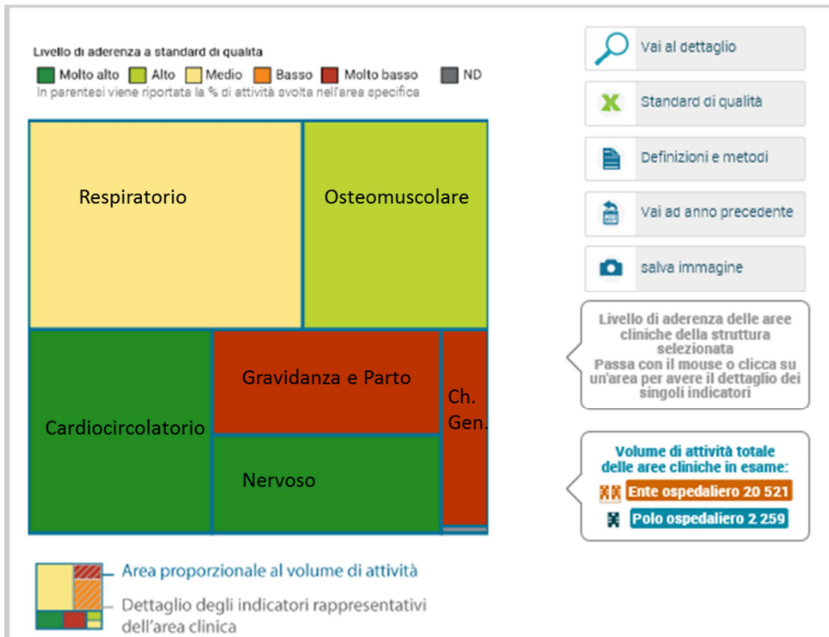 Livello di aderenza a standard di qualità
Molto alto Alto Medio Basso Molto basso ND
In parentesi viene riportata la % di attività svolta nell'area specifica
Respiratorio
Osteomuscolare
Cardiocircolatorio
Gravidanza e Parto
Nervoso
Ch.
Gen.
Area proporzionale al volume di attività
Dettaglio degli indicatori rappresentativi
dell'area clinica
Vai al dettaglio
Standard di qualità
Definizioni e metodi
Vai ad anno precedente
salva immagine
Livello di aderenza delle aree
cliniche della struttura
selezionata
Passa con il mouse o clicca su
un'area per avere il dettaglio dei
singoli indicatori
Volume di attività totale
delle aree cliniche in esame:
Ente ospedaliero 20 521
Polo ospedaliero 2 259